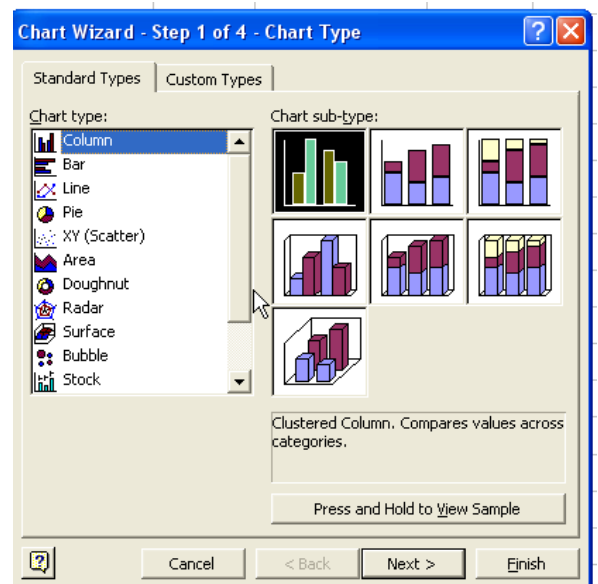 Chart Wizard - Step 1 of 4 - Chart Type
Standard Types
Custom Types
Chart type:
Column
Bar
Line
Pie
XY (Scatter)
Area
Doughnut
Radar
Surface
Bubble
Stock
Chart sub-type:
Clustered Column. Compares values across
categories.
Press and Hold to View Sample
Cancel
< Back
Next >
Finish